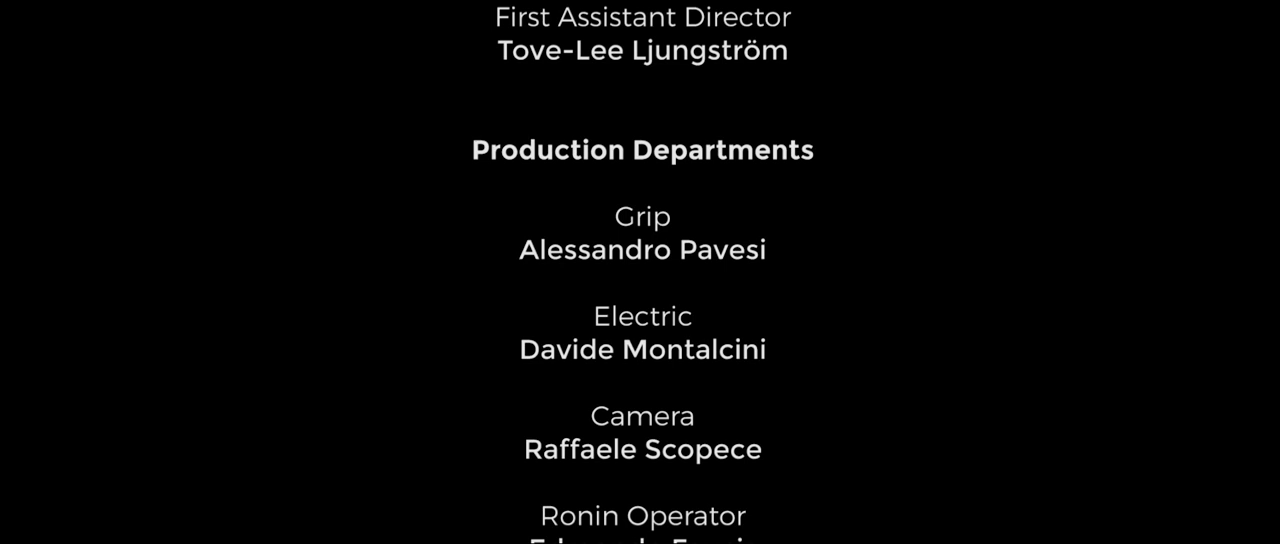 First Assistant Director
Tove-Lee Ljungström
Production Departments
Grip
Alessandro Pavesi
Electric
Davide Montalcini
Camera
Raffaele Scopece
Ronin Operator